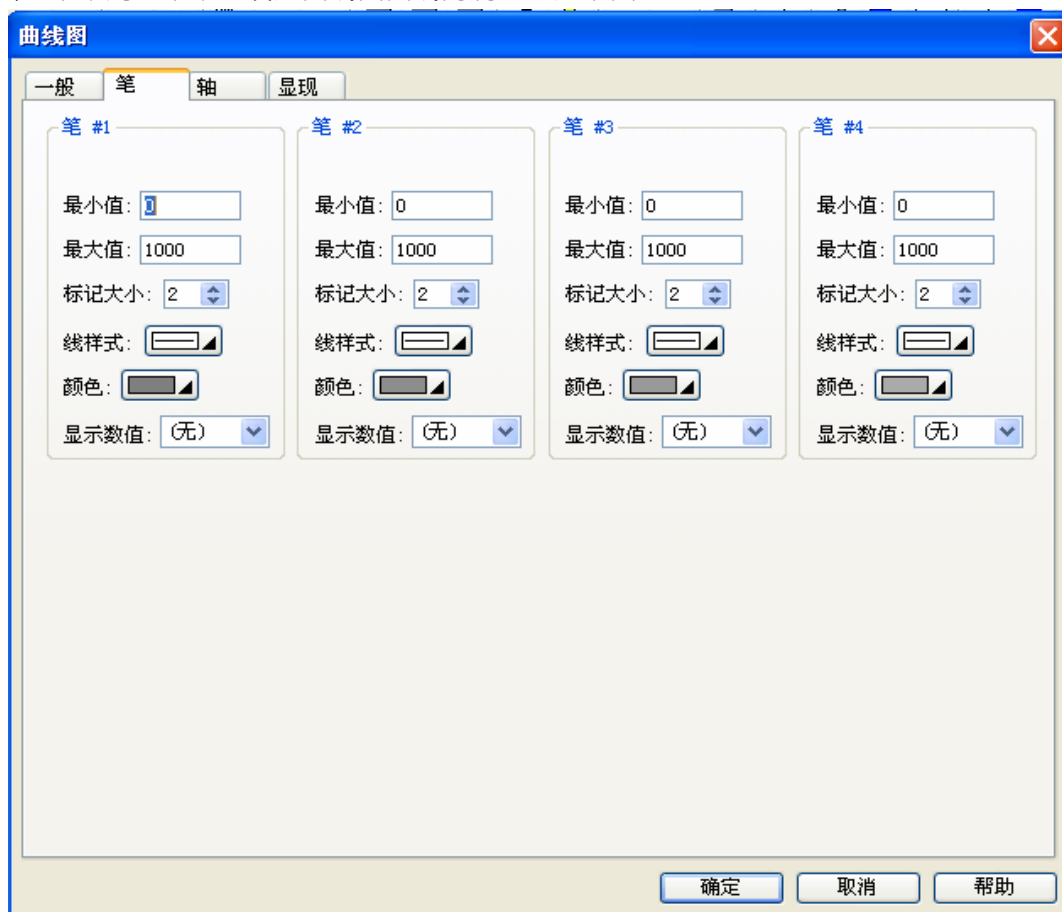 曲线图
一般 笔 轴 显现
笔 #1 笔 #2 笔 #3 笔 #4
最小值: 0 最小值: 0 最小值: 0 最小值: 0
最大值: 1000 最大值: 1000 最大值: 1000 最大值: 1000
标记大小: 2 标记大小: 2 标记大小: 2 标记大小: 2
线样式: 线样式: 线样式: 线样式:
颜色: 颜色: 颜色: 颜色:
显示数值: (无) 显示数值: (无) 显示数值: (无) 显示数值: (无)
确定 取消 帮助